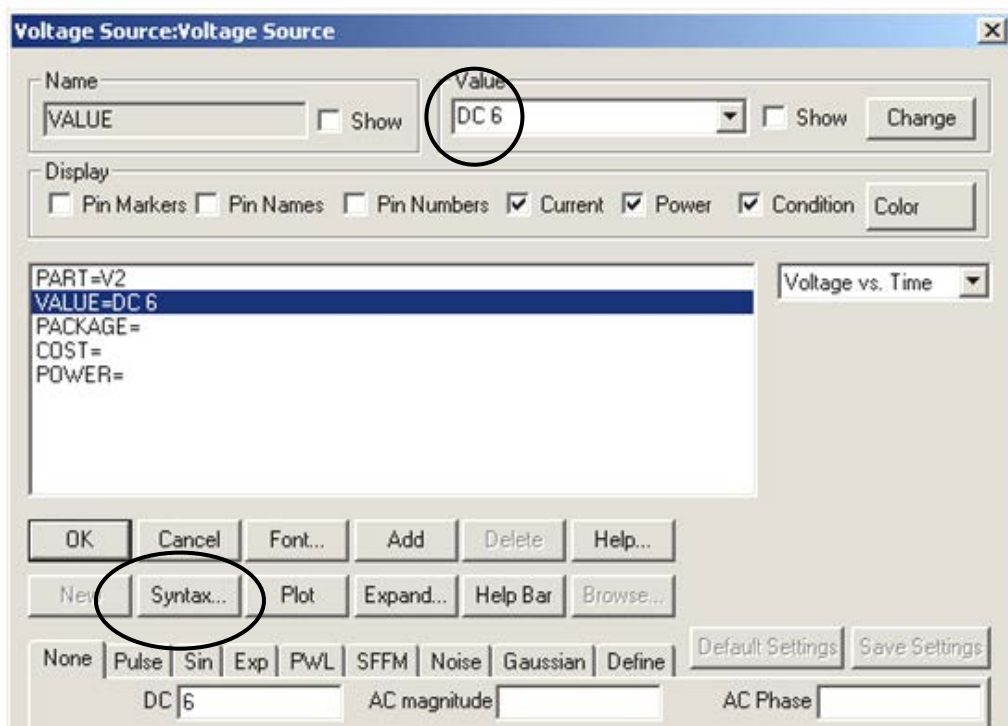 Voltage Source:Voltage Source
Name
VALUE
Show
Value
DC 6
Show
Change
Display
Pin Markers Pin Names Pin Numbers Current Power Condition Color
PART=V2
VALUE=DC 6
PACKAGE=
COST=
POWER=
Voltage vs. Time
OK Cancel Font... Add Delete Help...
New Syntax... Plot Expand... Help Bar Browse...
None Pulse Sin Exp PWL SFFM Noise Gaussian Define Default Settings Save Settings
DC 6 AC magnitude AC Phase